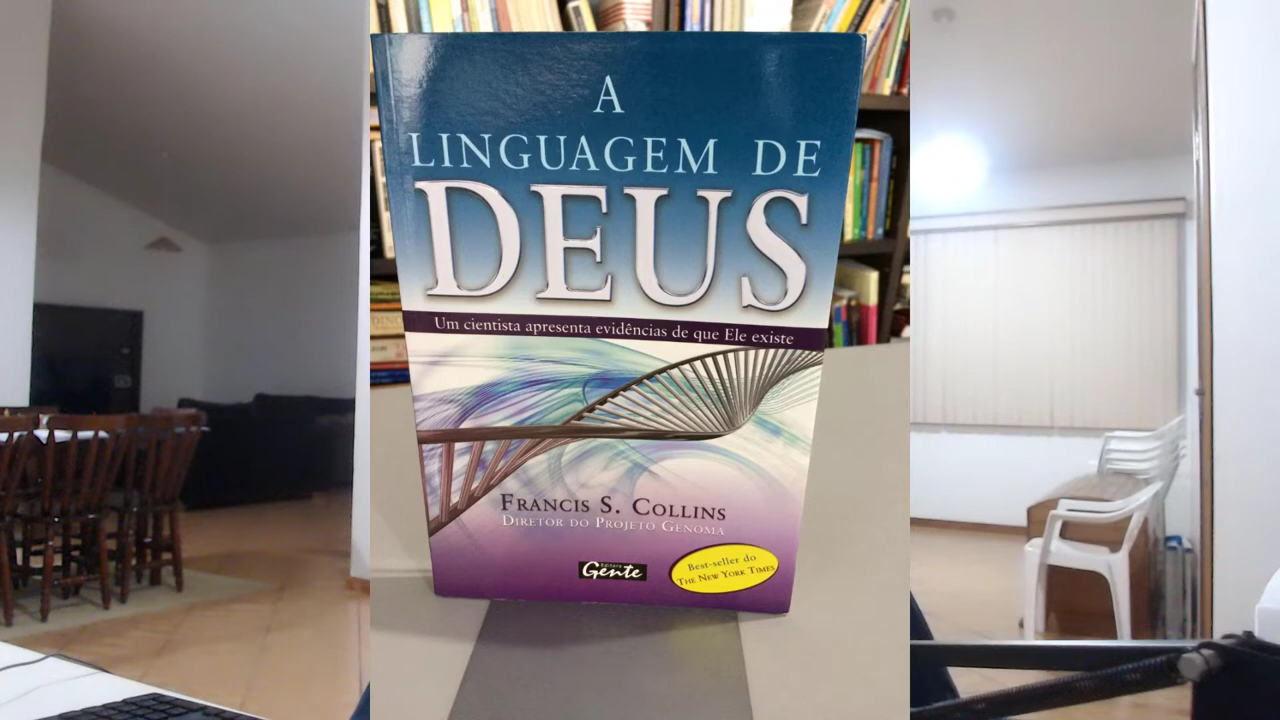 A
LINGUAGEM DE
DEUS
Um cientista apresenta evidências de que Ele existe
FRANCIS S. COLLINS
DIRETOR DO PROJETO GENOMA
Editora
Gente
Best-seller do
THE NEW YORK TIMES